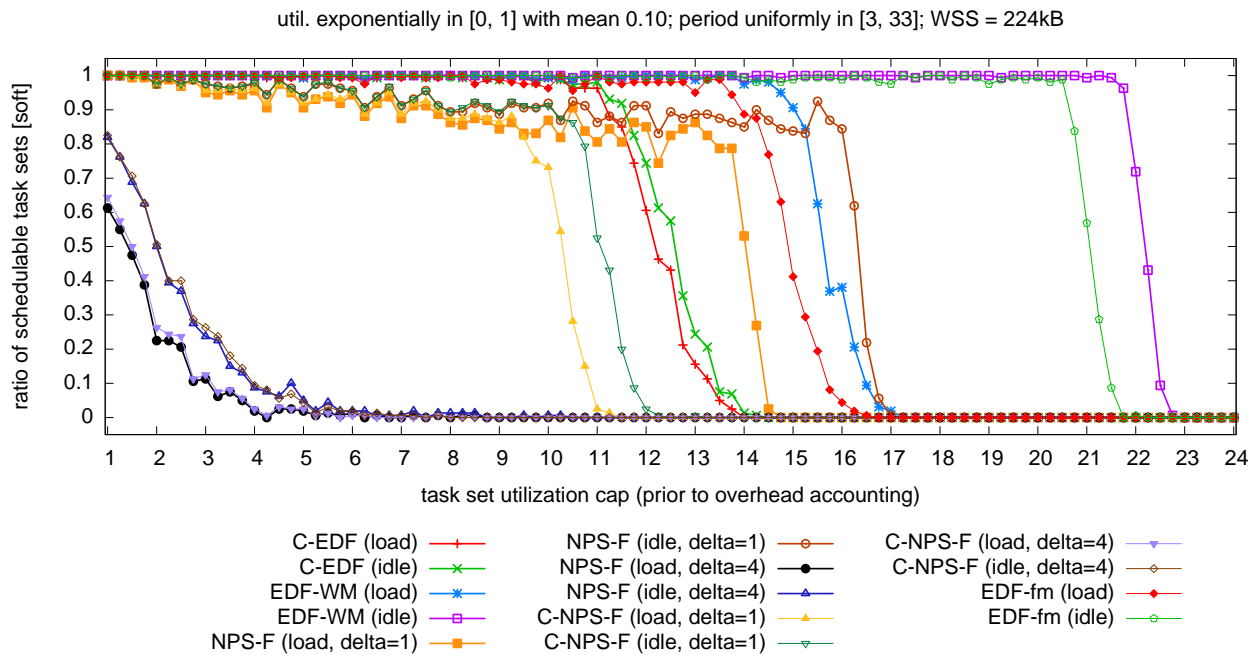 util. exponentially in [0, 1] with mean 0.10; period uniformly in [3, 33]; WSS = 224kB
ratio of schedulable task sets [soft]
1
0.9
0.8
0.7
0.6
0.5
0.4
0.3
0.2
0.1
0
1 2 3 4 5 6 7 8 9 10 11 12 13 14 15 16 17 18 19 20 21 22 23 24
task set utilization cap (prior to overhead accounting)
C-EDF (load)
C-EDF (idle)
EDF-WM (load)
EDF-WM (idle)
NPS-F (load, delta=1)
NPS-F (idle, delta=1)
NPS-F (load, delta=4)
NPS-F (idle, delta=4)
C-NPS-F (load, delta=1)
C-NPS-F (idle, delta=1)
C-NPS-F (load, delta=4)
C-NPS-F (idle, delta=4)
EDF-fm (load)
EDF-fm (idle)